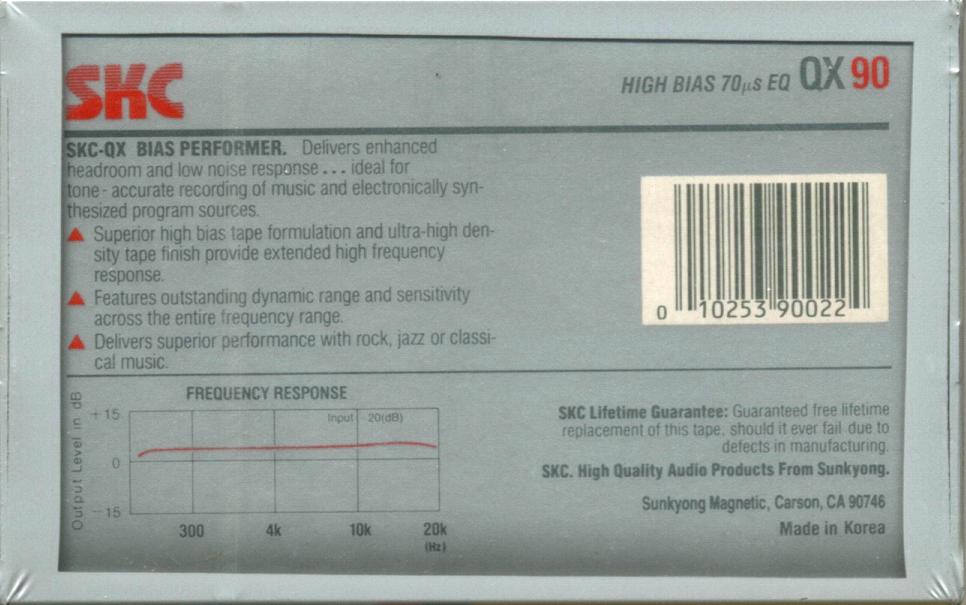 SKC
HIGH BIAS 70µs EQ QX 90
SKC-QX BIAS PERFORMER. Delivers enhanced
headroom and low noise response... ideal for
tone-accurate recording of music and electronically syn-
thesized program sources.
▲ Superior high bias tape formulation and ultra-high den-
sity tape finish provide extended high frequency
response.
▲ Features outstanding dynamic range and sensitivity
across the entire frequency range.
▲ Delivers superior performance with rock, jazz or classi-
cal music.
0 10253 90022
FREQUENCY RESPONSE
Output Level in dB
+15
Input 20(dB)
0
-15
300 4k 10k 20k
(Hz)
SKC Lifetime Guarantee: Guaranteed free lifetime
replacement of this tape, should it ever fail due to
defects in manufacturing.
SKC. High Quality Audio Products From Sunkyong.
Sunkyong Magnetic, Carson, CA 90746
Made in Korea